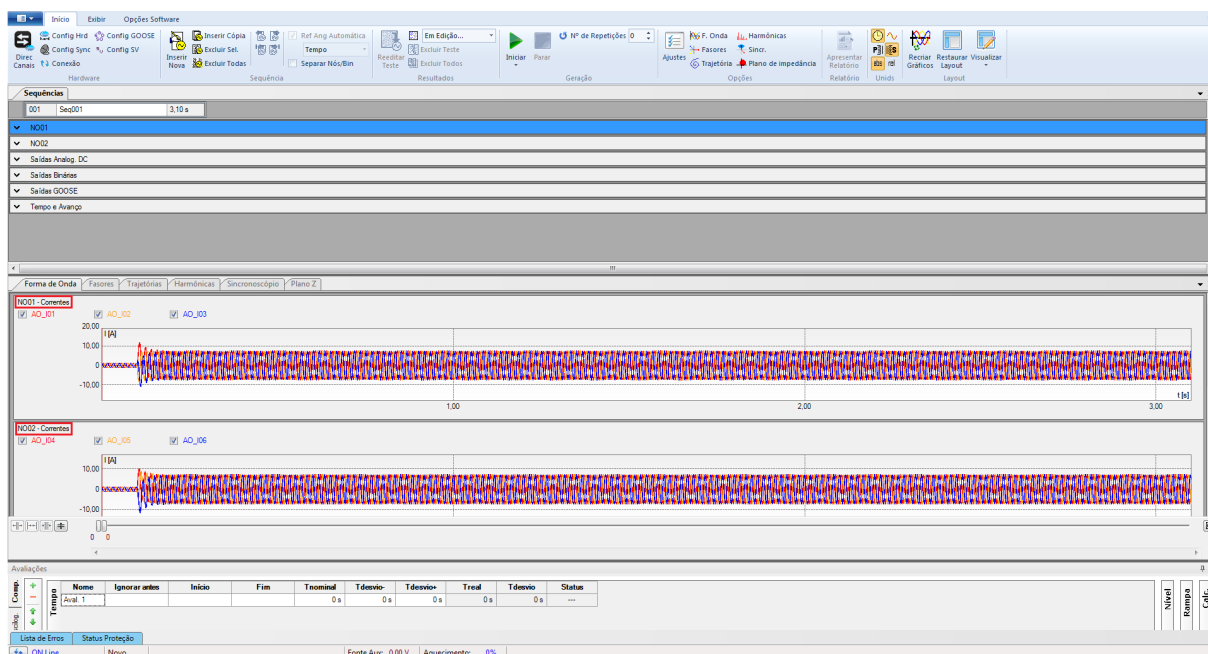 Início Exibir Opções Software
Config Hrd Config GOOSE Inserir Cópia Ref Ang Automática Em Edição... Nº de Repetições 0 F. Onda Harmónicas
Config Sync Config SV Excluir Sel. Tempo Excluir Teste Fasores Sincr.
Direc Canais Conexão Inserir Nova Excluir Todas Separar Nós/Bin Reeditar Teste Excluir Todos Iniciar Parar Ajustes Trajetória Plano de impedância Apresentar Relatório abs rel Recriar Gráficos Restaurar Layout Visualizar
Hardware Sequência Resultados Geração Opções Relatório Unids Layout
Sequências
001 Seq001 3,10 s
NO01
NO02
Saídas Analog. DC
Saídas Binárias
Saídas GOOSE
Tempo e Avanço
Forma de Onda Fasores Trajetórias Harmónicas Sincronoscópio Plano Z
NO01 - Correntes
AO_I01 AO_I02 AO_I03
20,00
I [A]
10,00
0
-10,00
t [s]
1,00 2,00 3,00
NO02 - Correntes
AO_I04 AO_I05 AO_I06
I [A]
10,00
0
-10,00
0 0
Avaliações
Comp.
Tempo
Nome Ignorar antes Início Fim Tnominal Tdesvio- Tdesvio+ Treal Tdesvio Status
Aval. 1 0 s 0 s 0 s 0 s 0 s ---
Nível
Rampa
Calc.
Lista de Erros Status Proteção
ON Line Novo Fonte Aux: 0,00 V Aquecimento: 0%